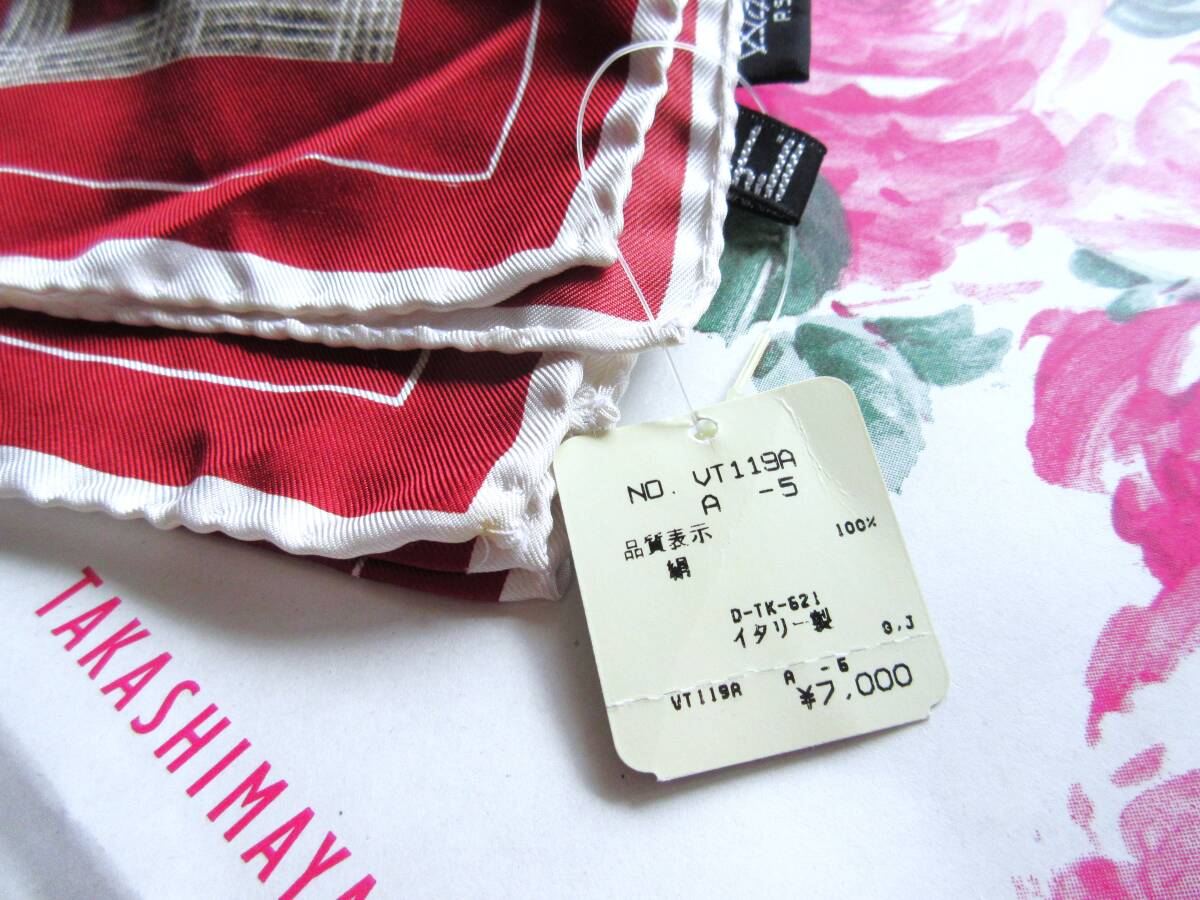 NO. VT119A
A -5
品質表示
絹 100%
D-TK-621
イタリー製 G,J
A -5
VT119A ¥7,000
TAKASHIMAYA